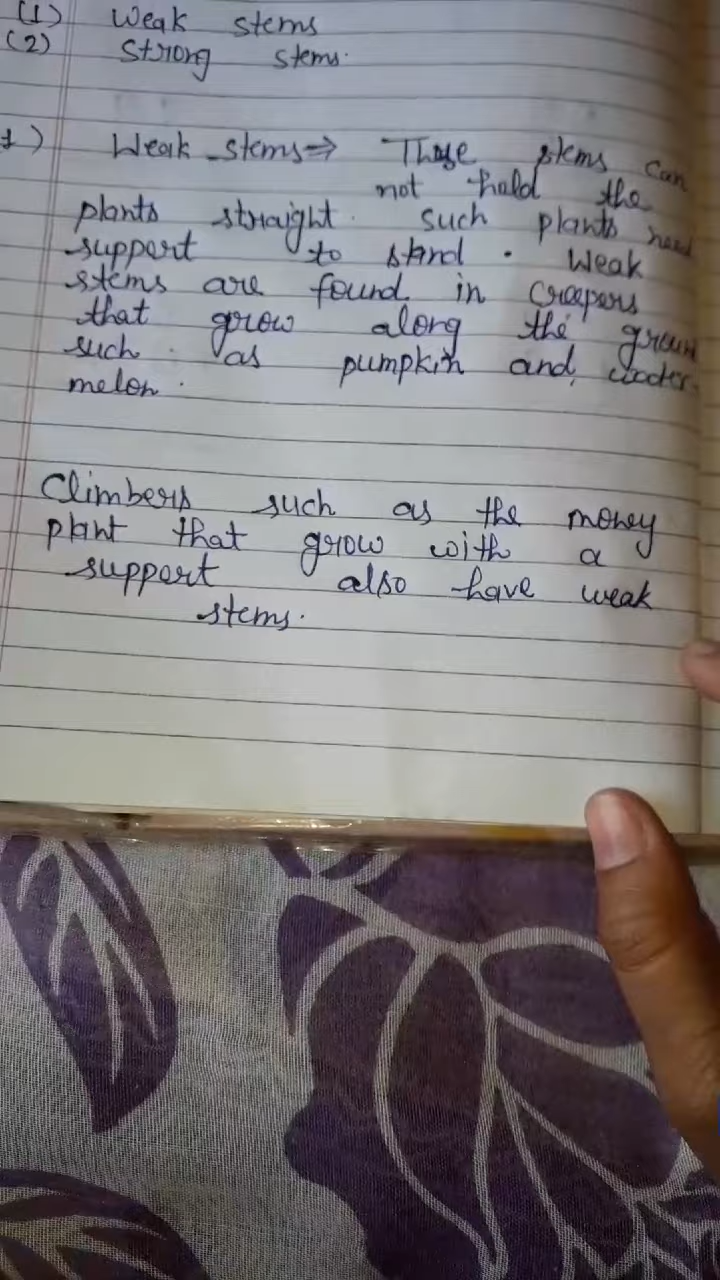 (1) Weak stems
(2) Strong stems.
1) Weak stems⇒ These stems can
not hold the
plants straight. such plants need
support to stand. Weak
stems are found in creepers
that grow along the groun
such as pumpkin and water-
melon.
Climbers such as the money
plant that grow with a
support also have weak
stems.